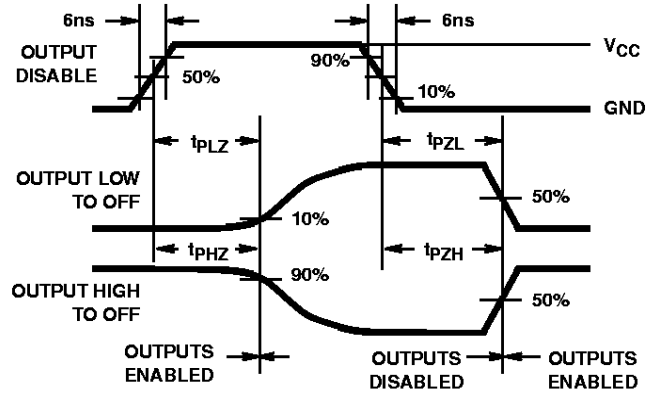 6ns
6ns
OUTPUT
DISABLE
50%
90%
10%
VCC
GND
tPLZ
tPZL
OUTPUT LOW
TO OFF
10%
50%
tPHZ
tPZH
OUTPUT HIGH
TO OFF
90%
50%
OUTPUTS
ENABLED
OUTPUTS
DISABLED
OUTPUTS
ENABLED